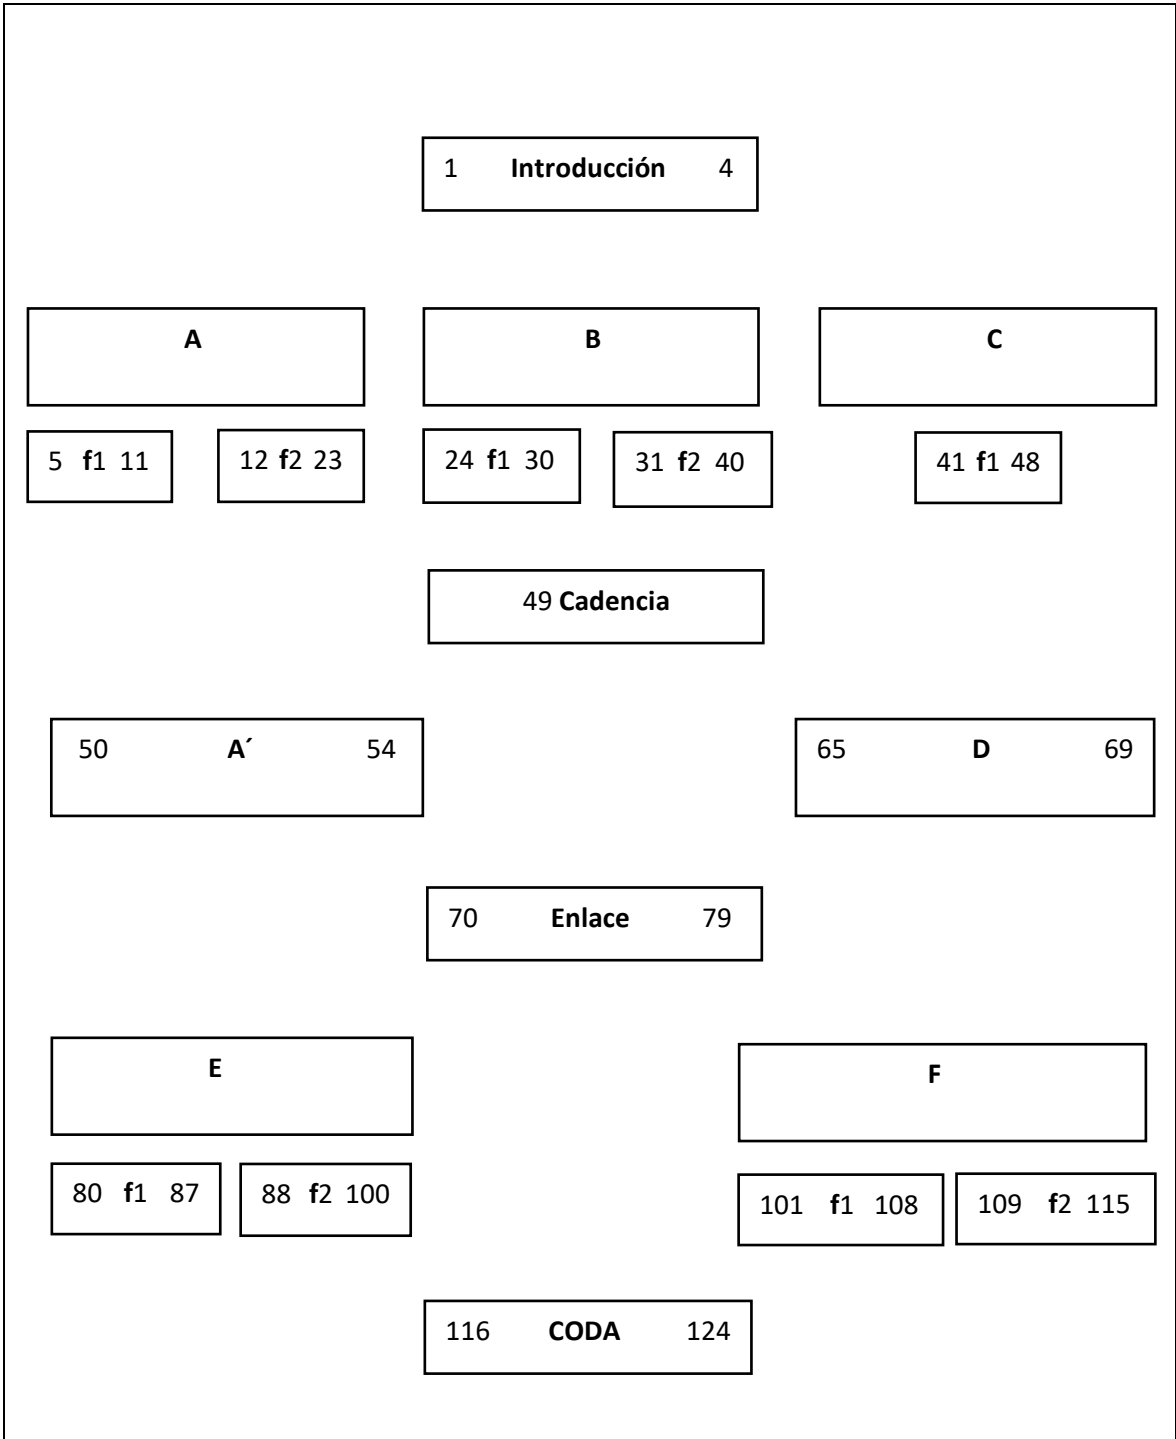 1 Introducción 4
A B C
5 f1 11 12 f2 23 24 f1 30 31 f2 40 41 f1 48
49 Cadencia
50 A´ 54 65 D 69
70 Enlace 79
E F
80 f1 87 88 f2 100 101 f1 108 109 f2 115
116 CODA 124